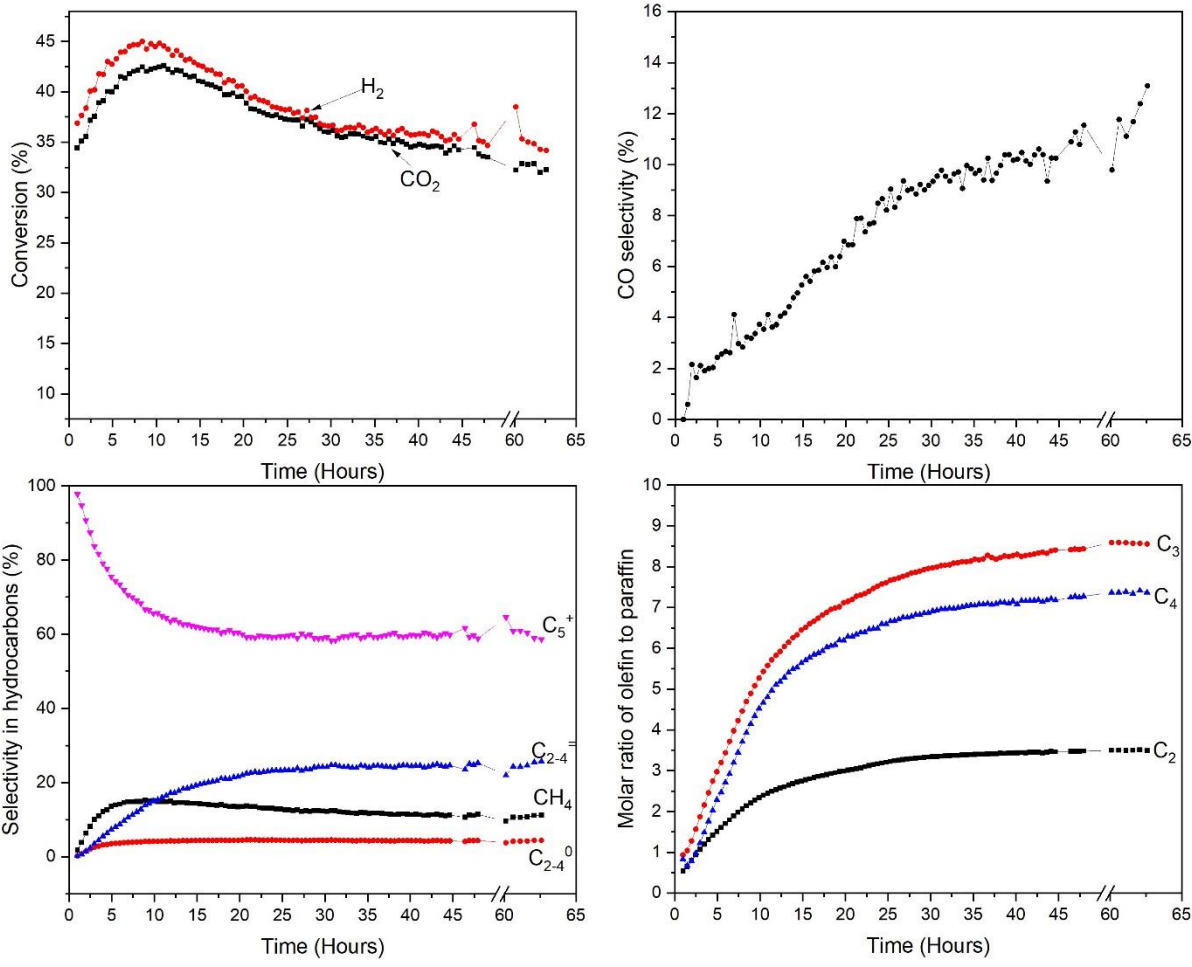 Conversion (%)
45
40
35
30
25
20
15
10
H₂
CO₂
0 5 10 15 20 25 30 35 40 45 60 65
Time (Hours)
CO selectivity (%)
16
14
12
10
8
6
4
2
0
0 5 10 15 20 25 30 35 40 45 60 65
Time (Hours)
Selectivity in hydrocarbons (%)
100
80
60
40
20
0
C₅⁺
C₂₋₄⁼
CH₄
C₂₋₄⁰
0 5 10 15 20 25 30 35 40 45 60 65
Time (Hours)
Molar ratio of olefin to paraffin
10
9
8
7
6
5
4
3
2
1
0
C₃
C₄
C₂
0 5 10 15 20 25 30 35 40 45 60 65
Time (Hours)